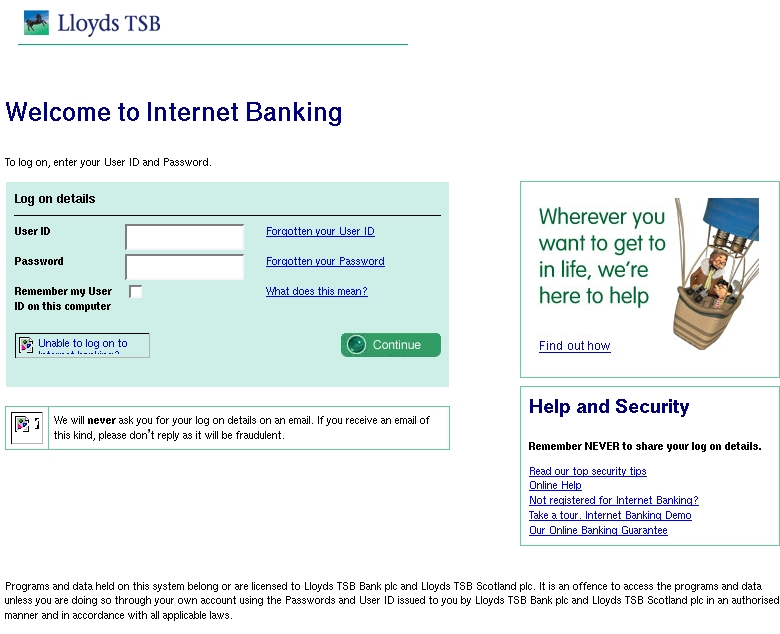 Lloyds TSB
Welcome to Internet Banking
To log on, enter your User ID and Password.
Log on details
User ID
Forgotten your User ID
Password
Forgotten your Password
Remember my User
ID on this computer
What does this mean?
Unable to log on to
internet banking?
Continue
We will never ask you for your log on details on an email. If you receive an email of
this kind, please don't reply as it will be fraudulent.
Wherever you
want to get to
in life, we're
here to help
Find out how
Help and Security
Remember NEVER to share your log on details.
Read our top security tips
Online Help
Not registered for Internet Banking?
Take a tour. Internet Banking Demo
Our Online Banking Guarantee
Programs and data held on this system belong or are licensed to Lloyds TSB Bank plc and Lloyds TSB Scotland plc. It is an offence to access the programs and data
unless you are doing so through your own account using the Passwords and User ID issued to you by Lloyds TSB Bank plc and Lloyds TSB Scotland plc in an authorised
manner and in accordance with all applicable laws.